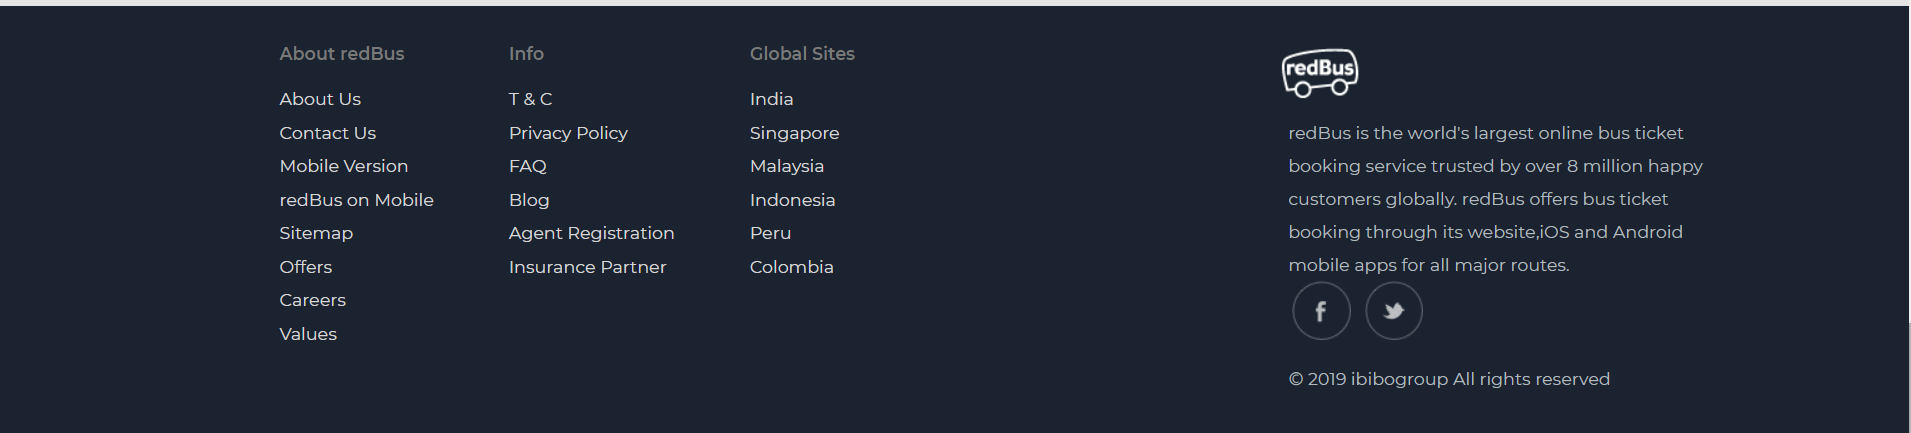 About redBus
About Us
Contact Us
Mobile Version
redBus on Mobile
Sitemap
Offers
Careers
Values
Info
T & C
Privacy Policy
FAQ
Blog
Agent Registration
Insurance Partner
Global Sites
India
Singapore
Malaysia
Indonesia
Peru
Colombia
redBus
redBus is the world's largest online bus ticket
booking service trusted by over 8 million happy
customers globally. redBus offers bus ticket
booking through its website,iOS and Android
mobile apps for all major routes.
f
© 2019 ibibogroup All rights reserved